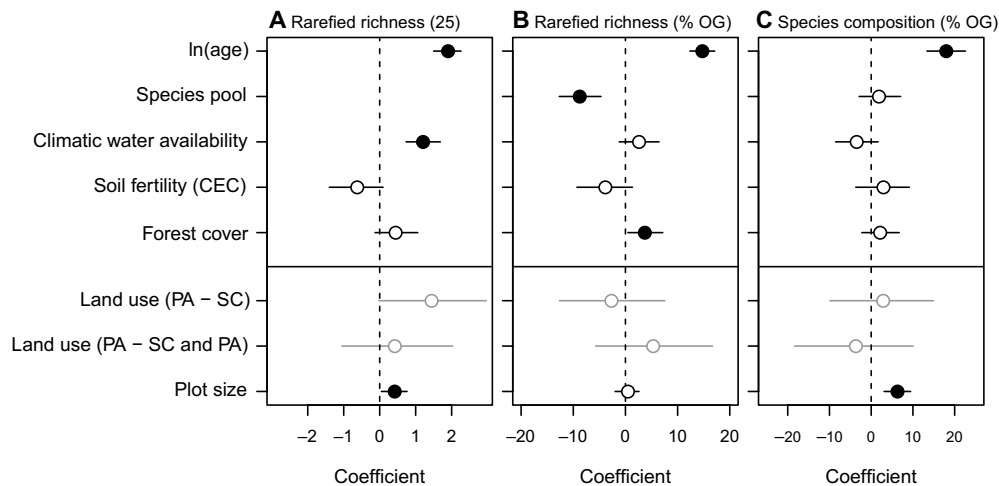 A Rarefied richness (25)
B Rarefied richness (% OG)
C Species composition (% OG)
ln(age)
Species pool
Climatic water availability
Soil fertility (CEC)
Forest cover
Land use (PA − SC)
Land use (PA − SC and PA)
Plot size
−2 −1 0 1 2
−20 −10 0 10 20
−20 −10 0 10 20
Coefficient
Coefficient
Coefficient